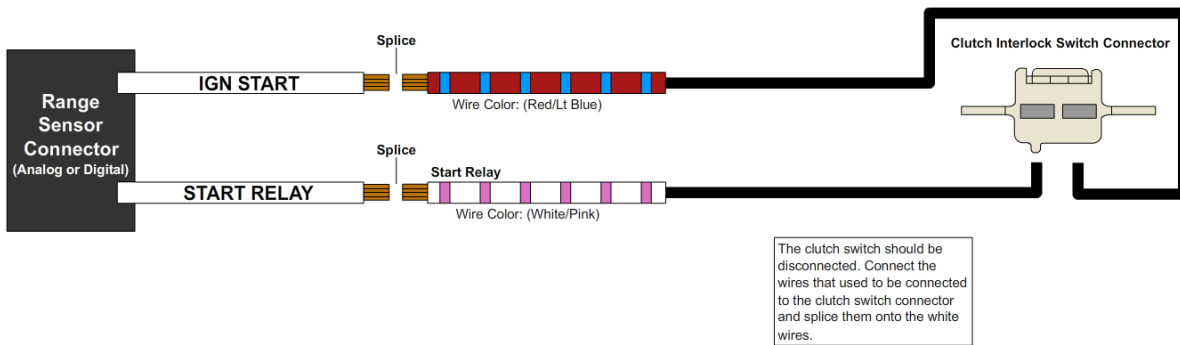 Splice
Clutch Interlock Switch Connector
IGN START
Range
Sensor
Connector
(Analog or Digital)
Wire Color: (Red/Lt Blue)
Splice
Start Relay
START RELAY
Wire Color: (White/Pink)
The clutch switch should be
disconnected. Connect the
wires that used to be connected
to the clutch switch connector
and splice them onto the white
wires.